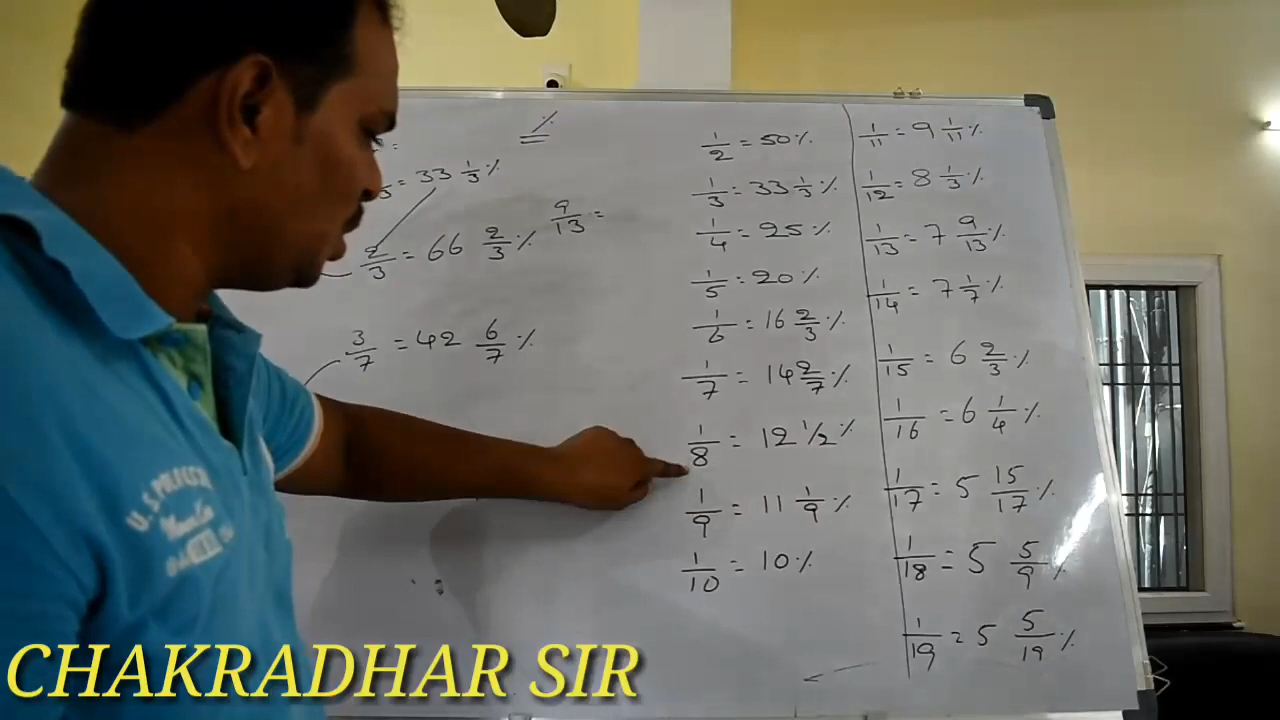 %
= 33 1/3 %
2/3 = 66 2/3 %
9/13 =
3/7 = 42 6/7 %
1/2 = 50%
1/3 = 33 1/3 %
1/4 = 25%
1/5 = 20%
1/6 = 16 2/3 %
1/7 = 14 2/7 %
1/8 = 12 1/2 %
1/9 = 11 1/9 %
1/10 = 10%
1/11 = 9 1/11 %
1/12 = 8 1/3 %
1/13 = 7 9/13 %
1/14 = 7 1/7 %
1/15 = 6 2/3 %
1/16 = 6 1/4 %
1/17 = 5 15/17 %
1/18 = 5 5/9 %
1/19 = 5 5/19 %
CHAKRADHAR SIR